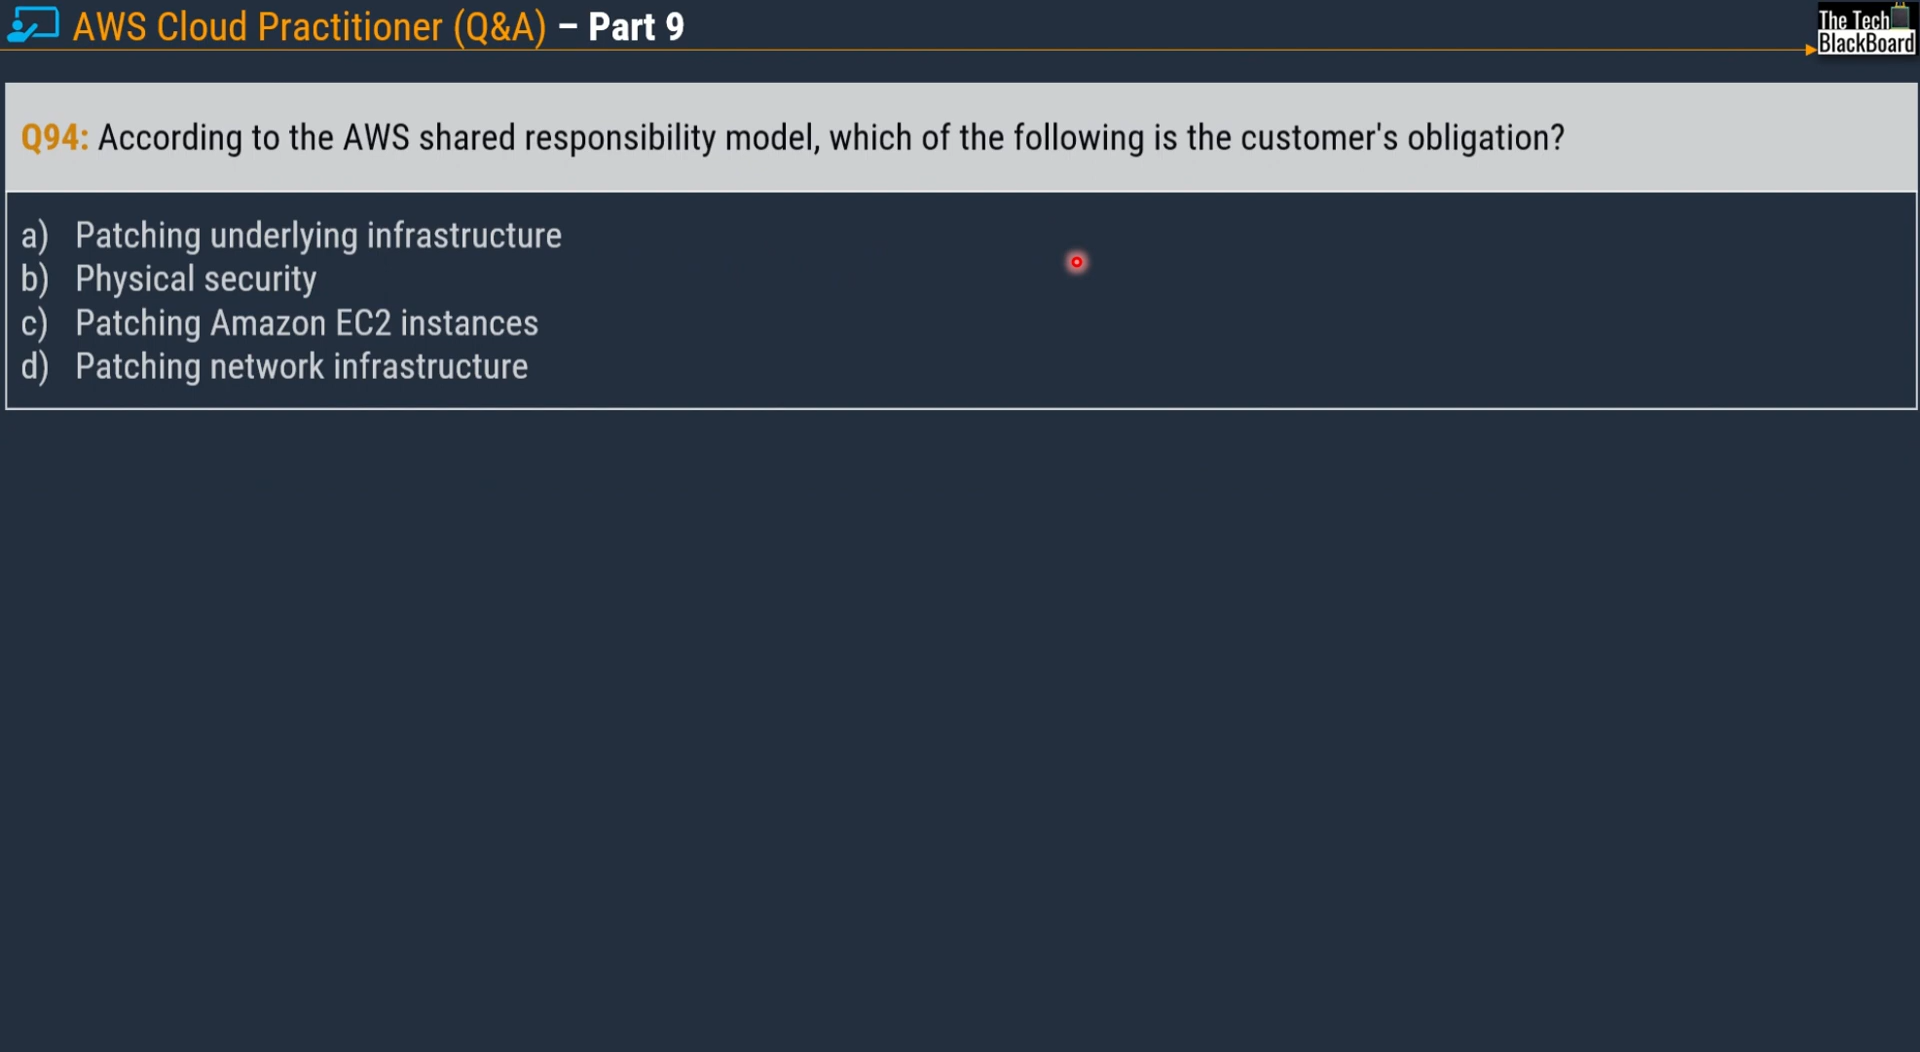 AWS Cloud Practitioner (Q&A) – Part 9
The Tech
BlackBoard
Q94: According to the AWS shared responsibility model, which of the following is the customer's obligation?
a) Patching underlying infrastructure
b) Physical security
c) Patching Amazon EC2 instances
d) Patching network infrastructure